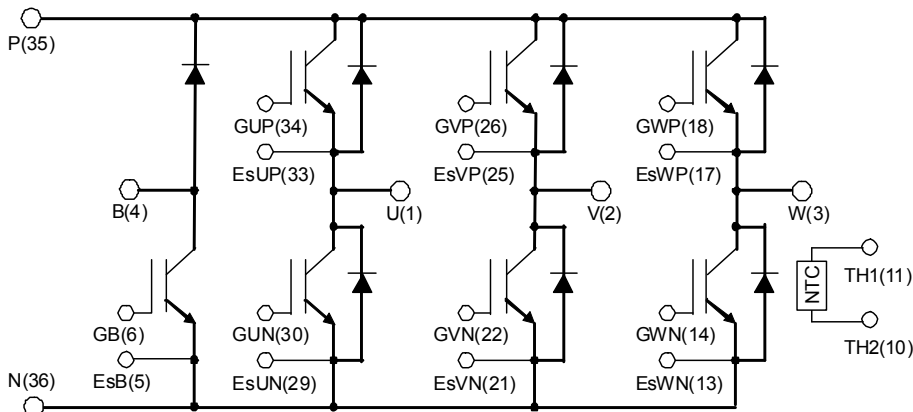 P(35)
GUP(34)
GVP(26)
GWP(18)
EsUP(33)
EsVP(25)
EsWP(17)
B(4)
U(1)
V(2)
W(3)
NTC
TH1(11)
GB(6)
GUN(30)
GVN(22)
GWN(14)
TH2(10)
N(36)
EsB(5)
EsUN(29)
EsVN(21)
EsWN(13)